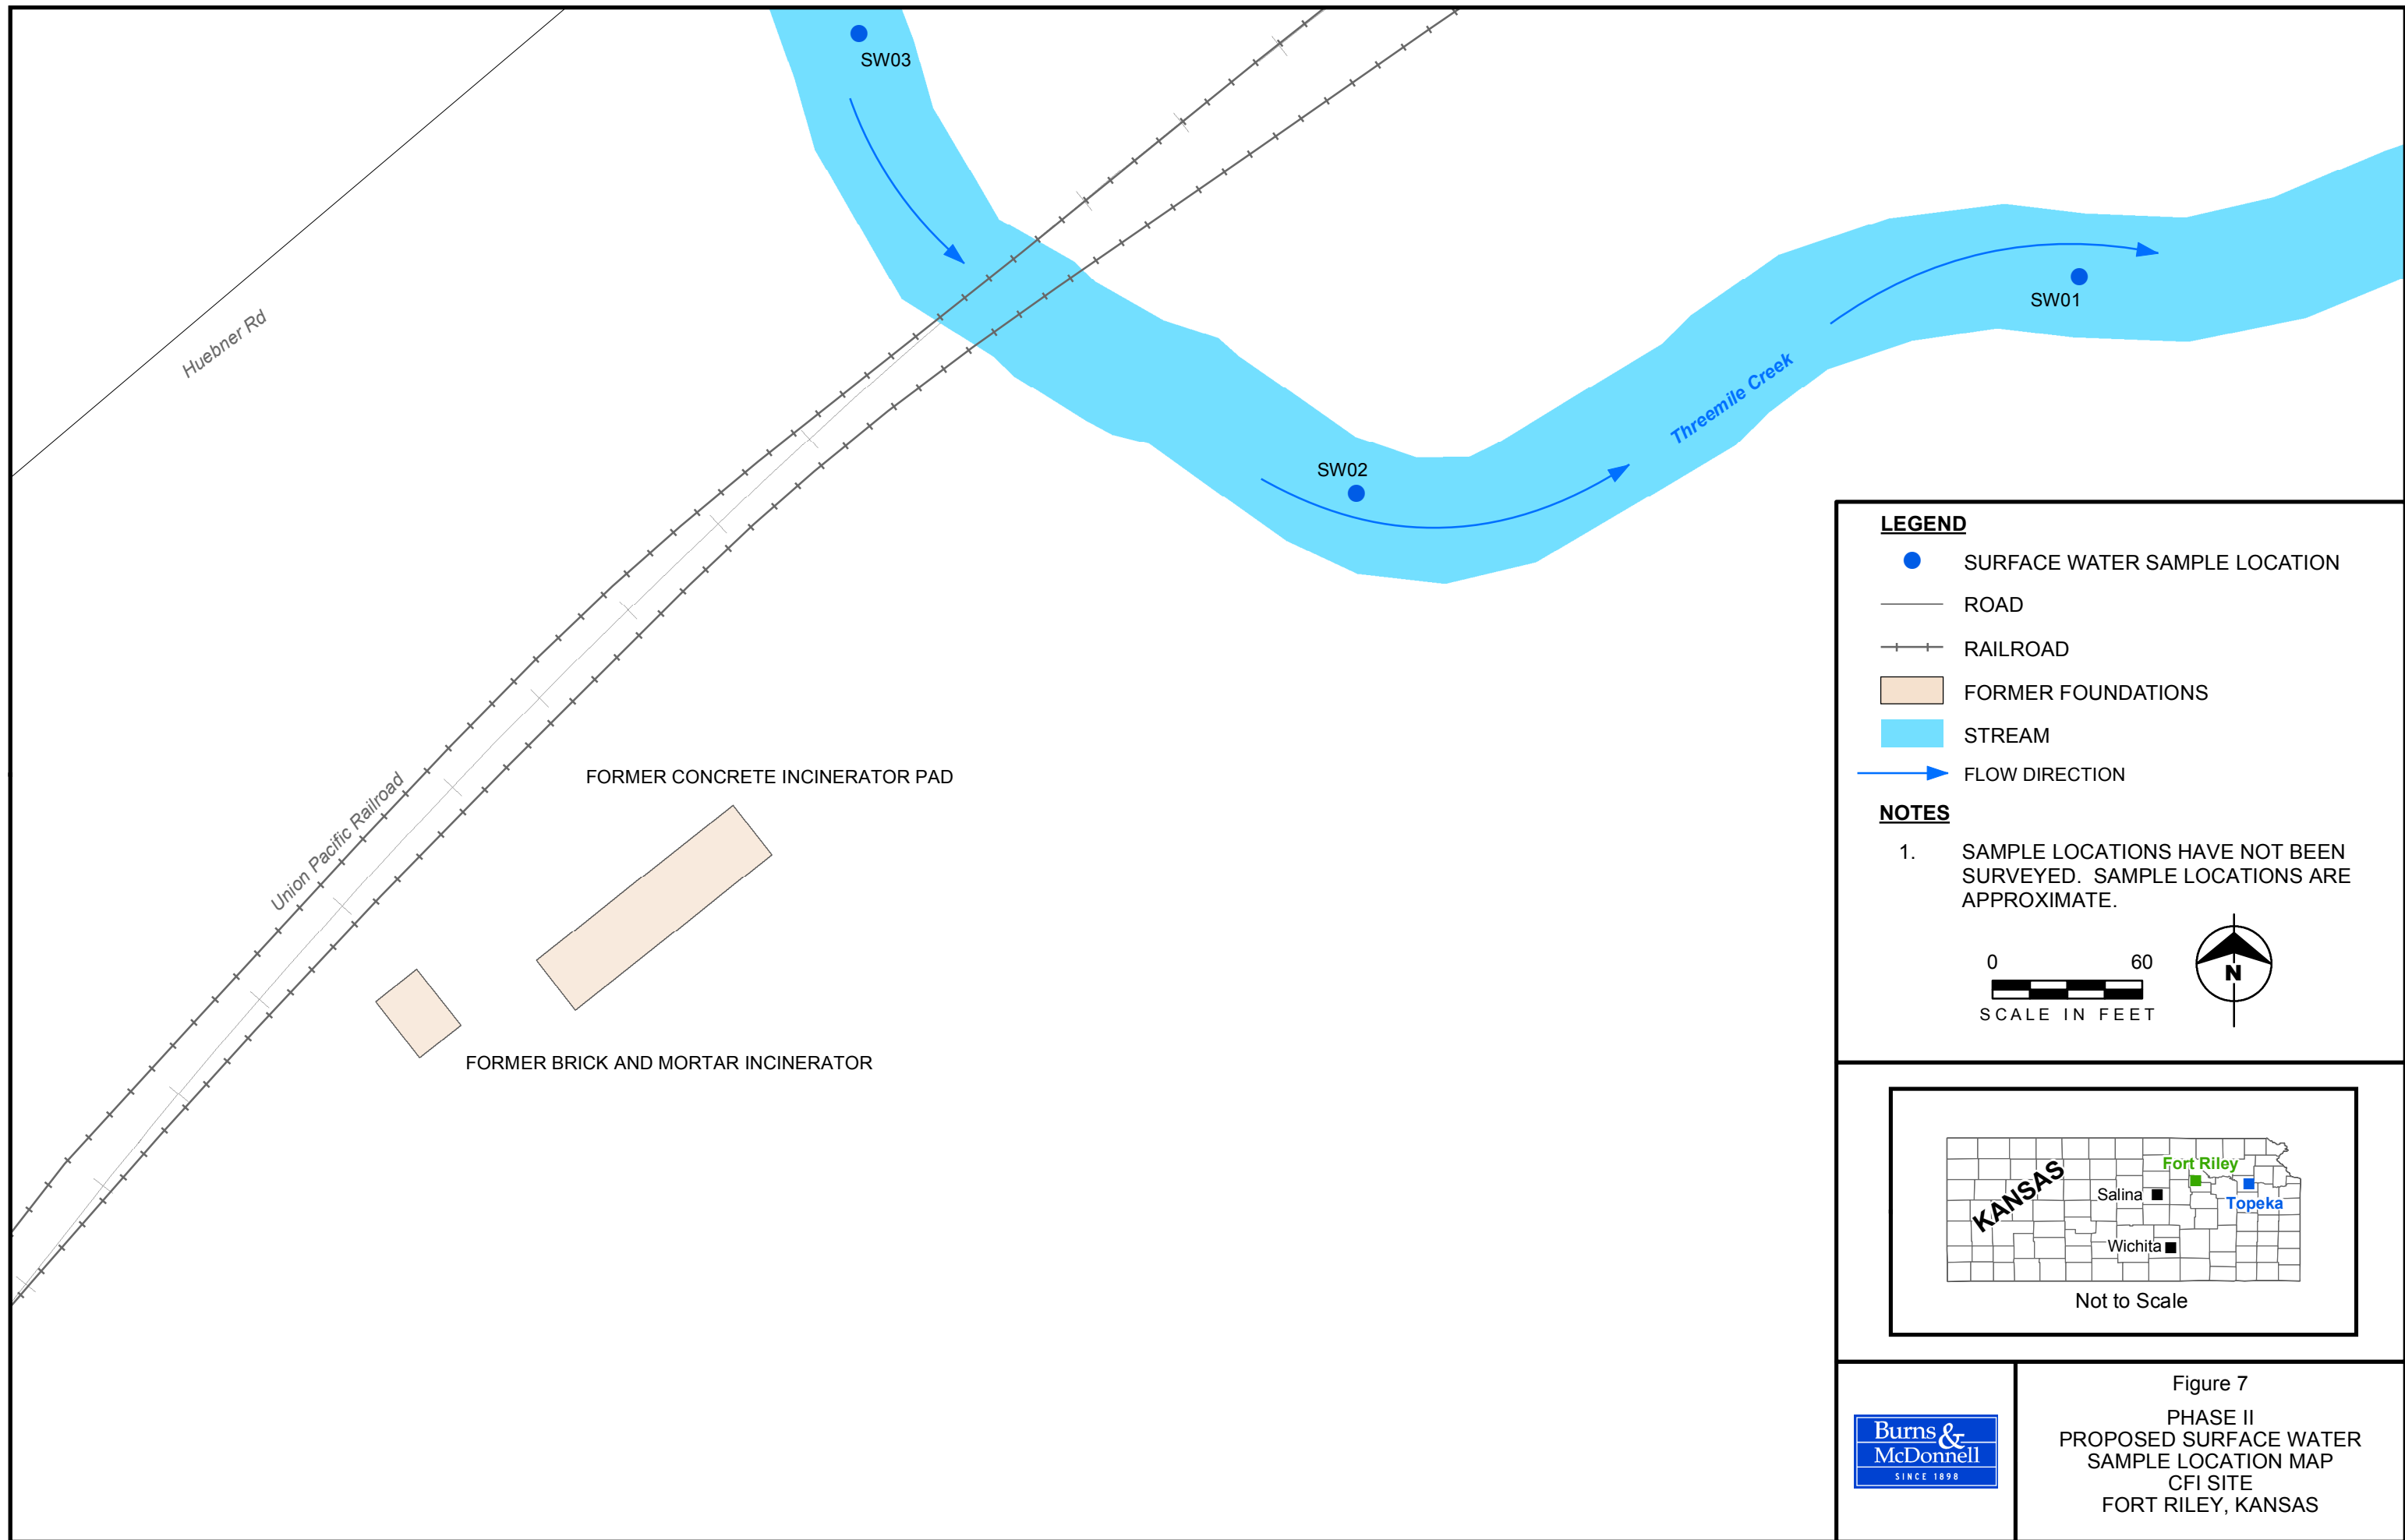 SW03
Huebner Rd
SW01
Threemile Creek
SW02
Union Pacific Railroad
FORMER CONCRETE INCINERATOR PAD
FORMER BRICK AND MORTAR INCINERATOR
LEGEND
SURFACE WATER SAMPLE LOCATION
ROAD
RAILROAD
FORMER FOUNDATIONS
STREAM
FLOW DIRECTION
NOTES
1. SAMPLE LOCATIONS HAVE NOT BEEN
SURVEYED. SAMPLE LOCATIONS ARE
APPROXIMATE.
0 60
SCALE IN FEET
N
KANSAS
Fort Riley
Salina
Topeka
Wichita
Not to Scale
Burns &
McDonnell
SINCE 1898
Figure 7
PHASE II
PROPOSED SURFACE WATER
SAMPLE LOCATION MAP
CFI SITE
FORT RILEY, KANSAS